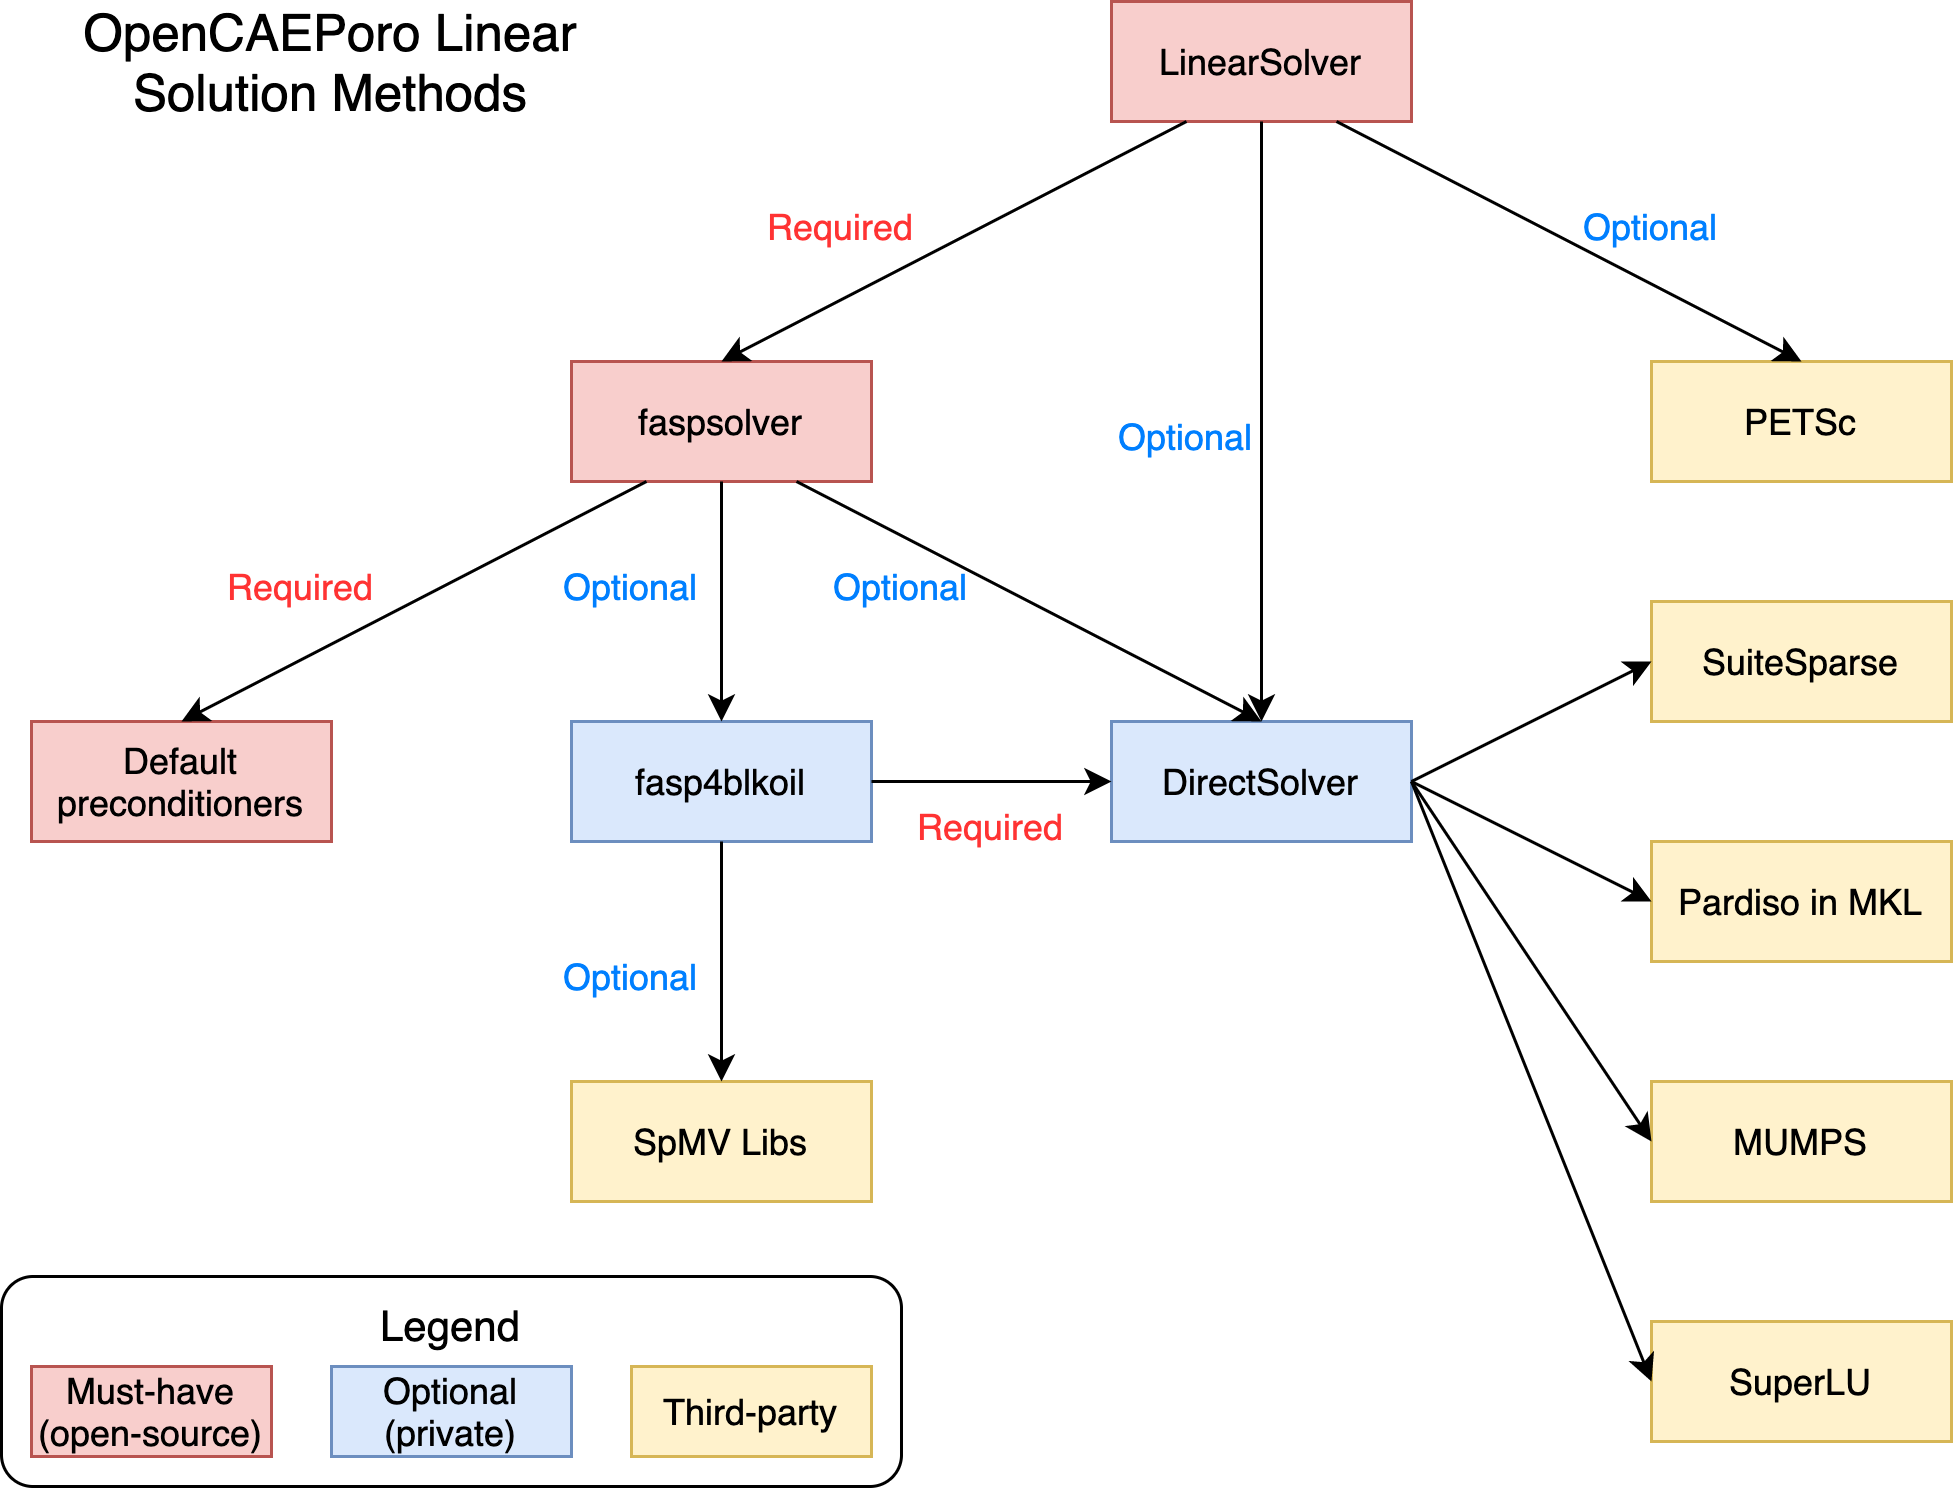 OpenCAEPoro Linear
Solution Methods
LinearSolver
Required
Optional
Optional
faspsolver
PETSc
Required
Optional
Optional
SuiteSparse
Default
preconditioners
fasp4blkoil
Required
DirectSolver
Pardiso in MKL
Optional
SpMV Libs
MUMPS
SuperLU
Legend
Must-have
(open-source)
Optional
(private)
Third-party